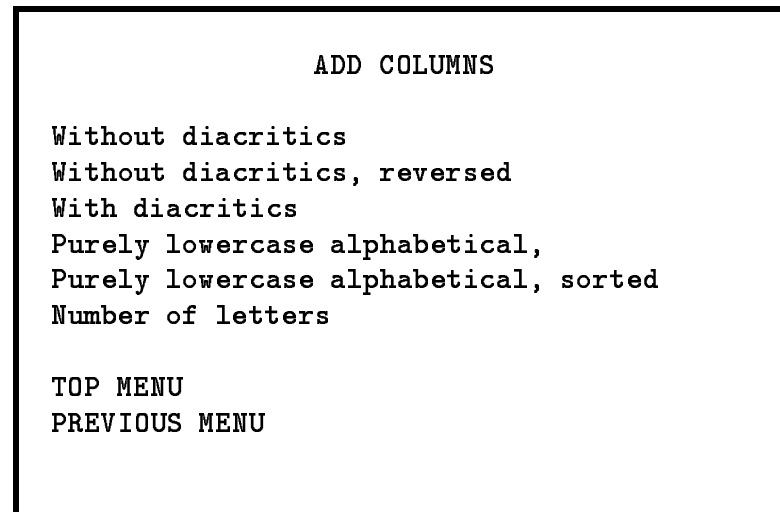 ADD COLUMNS
Without diacritics
Without diacritics, reversed
With diacritics
Purely lowercase alphabetical,
Purely lowercase alphabetical, sorted
Number of letters
TOP MENU
PREVIOUS MENU